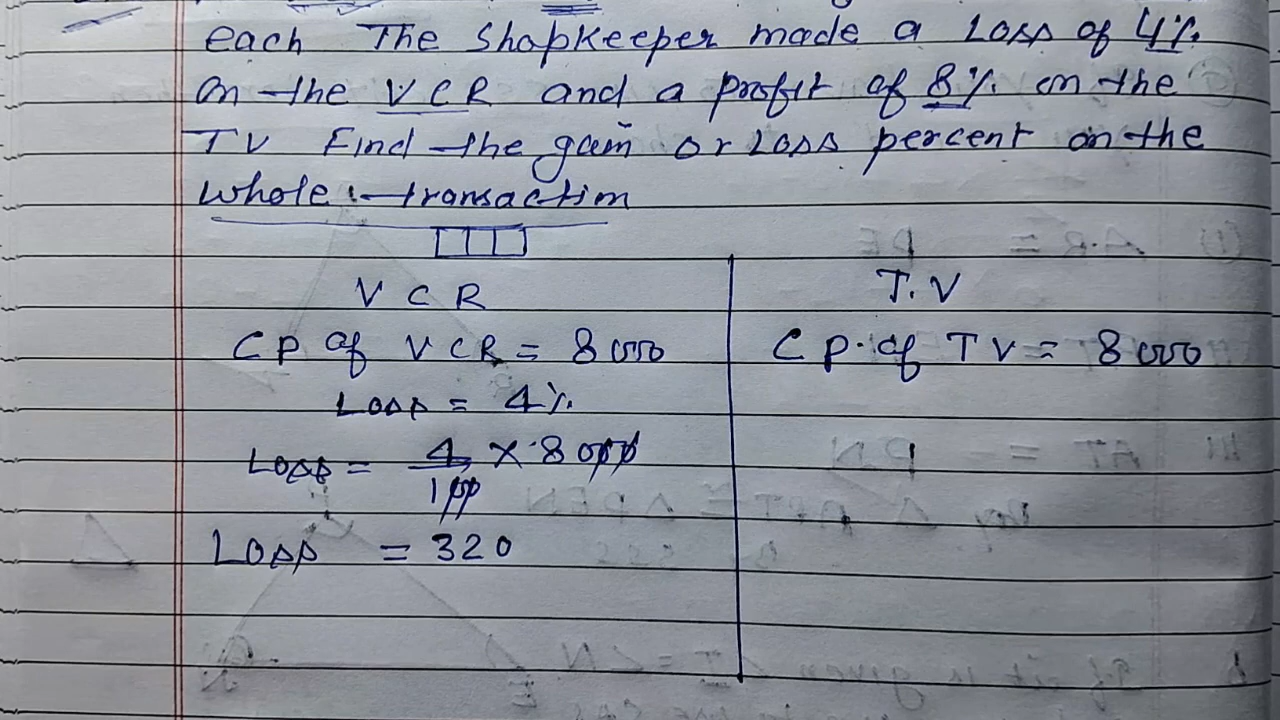 each The Shopkeeper made a Loss of 4%.
on the VCR and a profit of 8% on the
TV Find the gain or Loss percent on the
whole transaction
VCR
T.V
CP of VCR = 8000
CP. of TV = 8000
Loss = 4%
Loss = 4/100 × 8000
Loss = 320